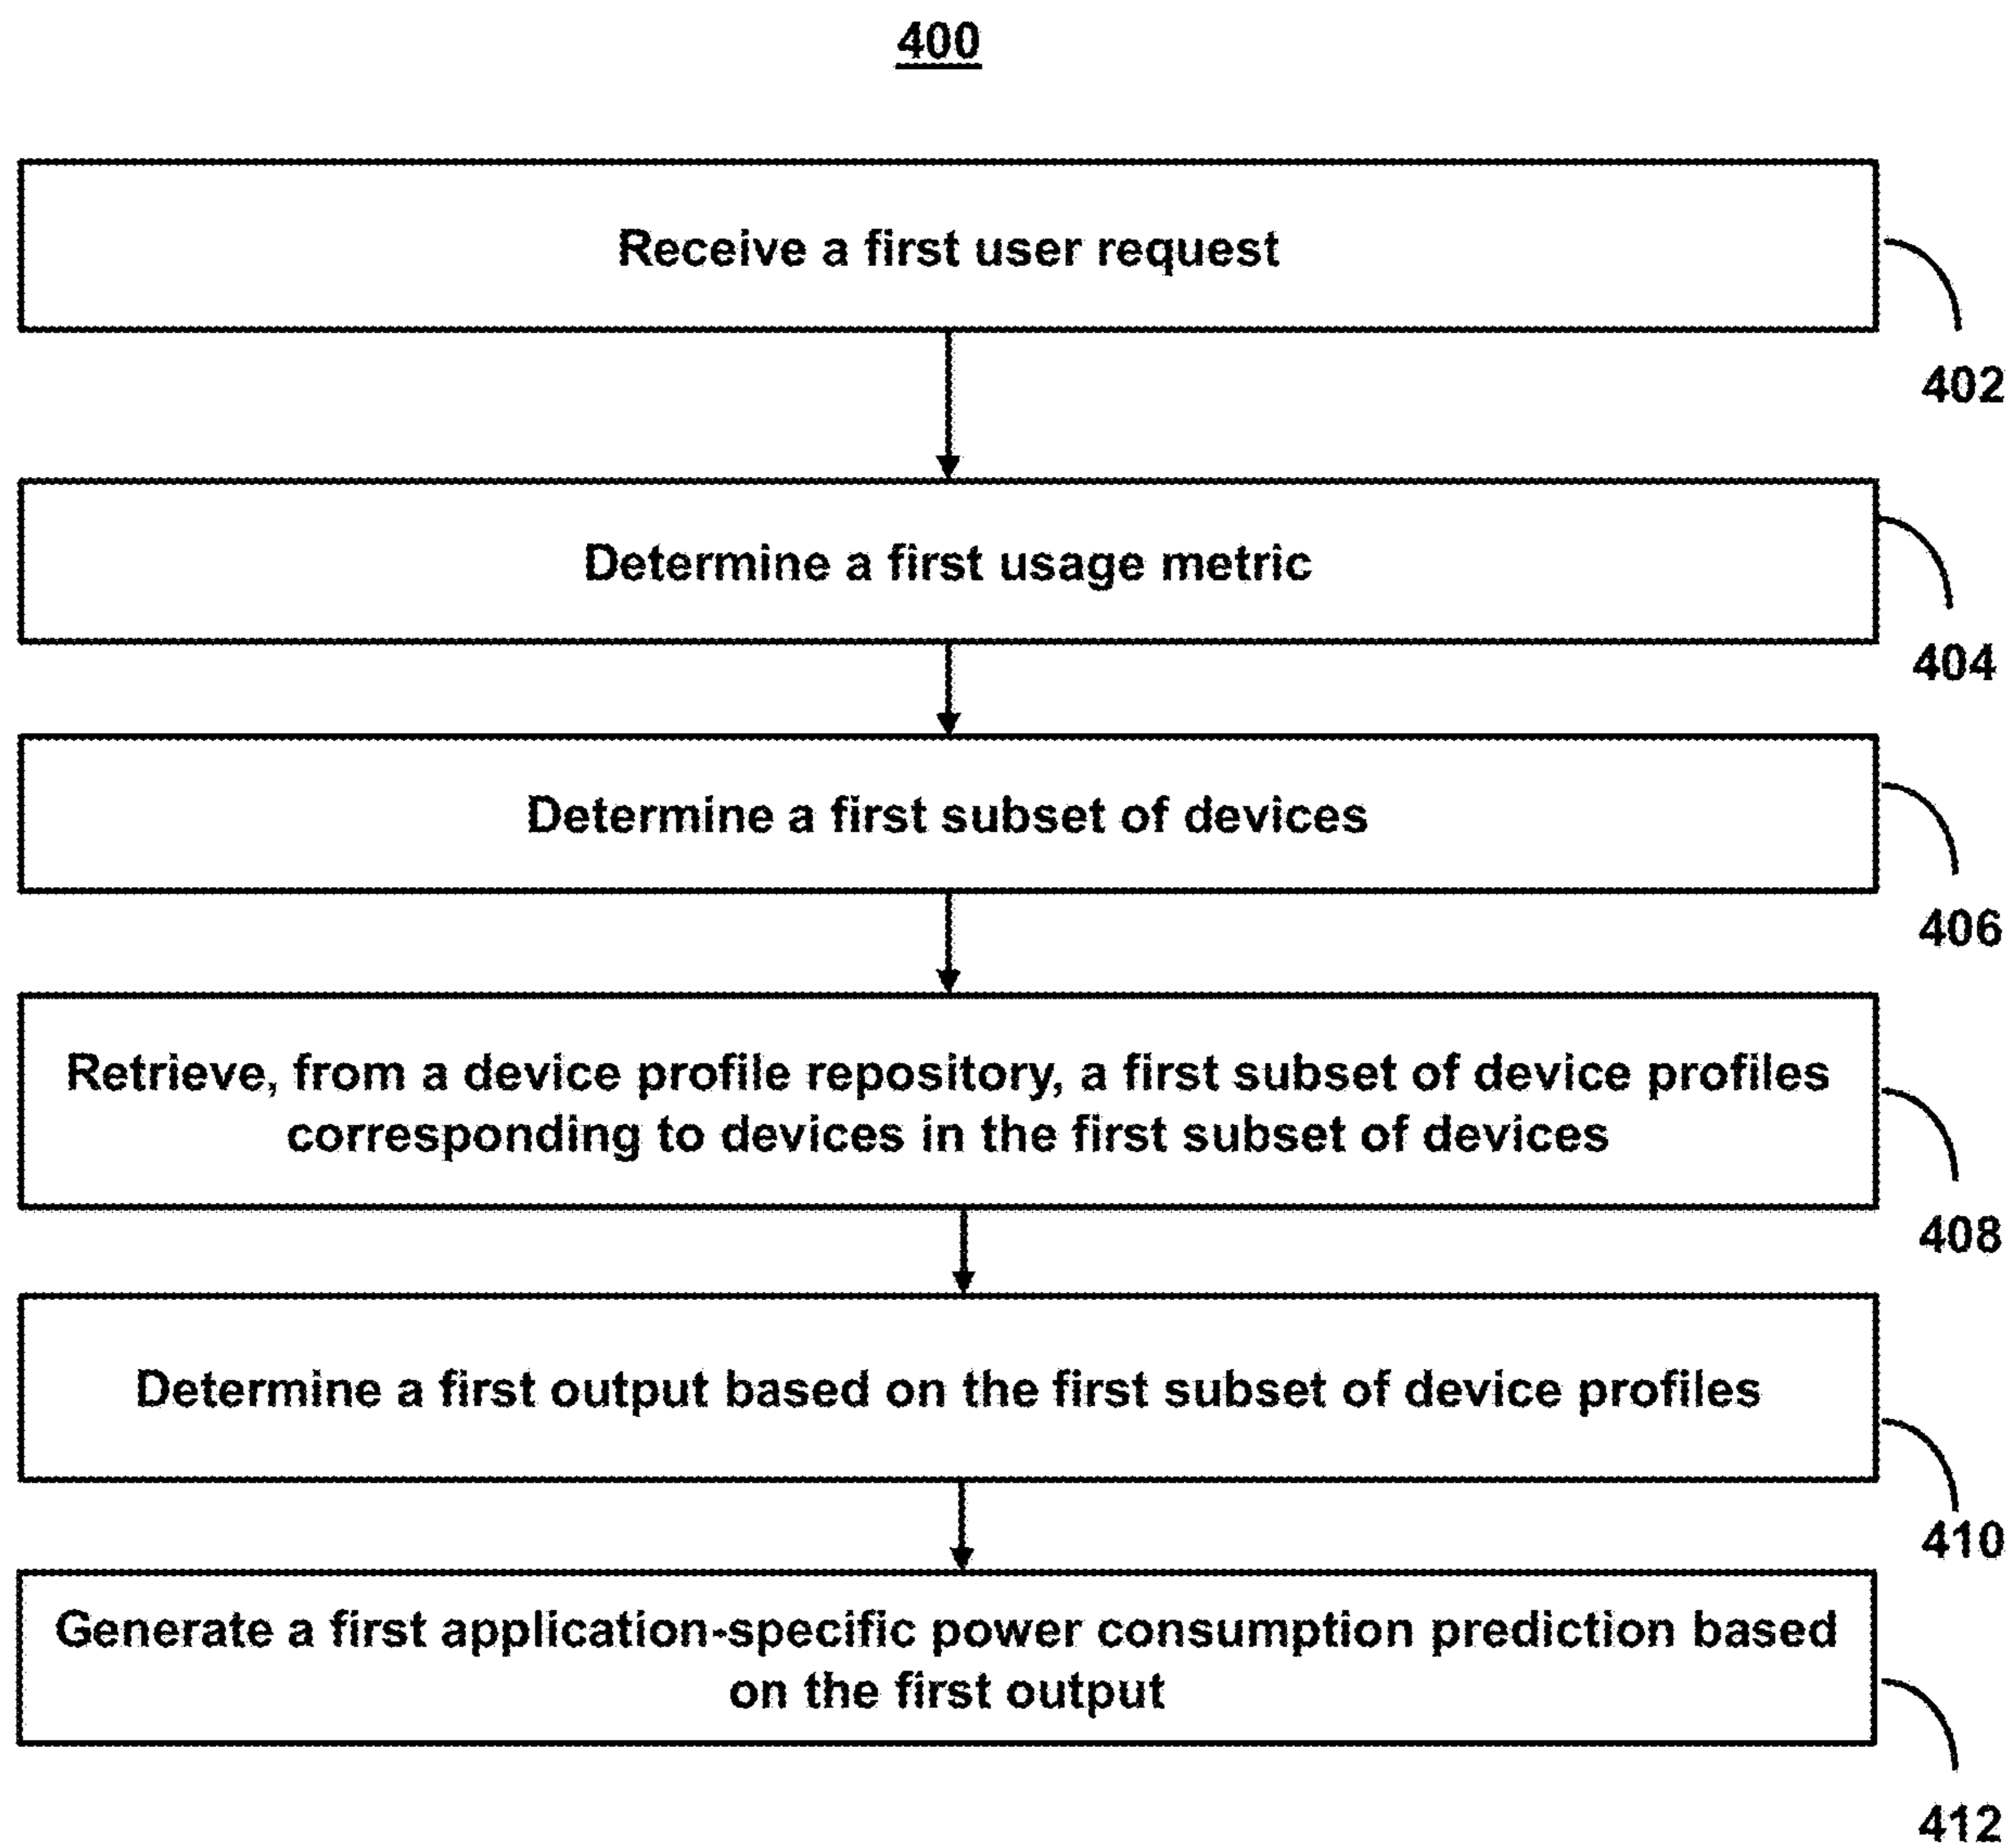 400
Receive a first user request
402
Determine a first usage metric
404
Determine a first subset of devices
406
Retrieve, from a device profile repository, a first subset of device profiles
corresponding to devices in the first subset of devices
408
Determine a first output based on the first subset of device profiles
410
Generate a first application-specific power consumption prediction based
on the first output
412